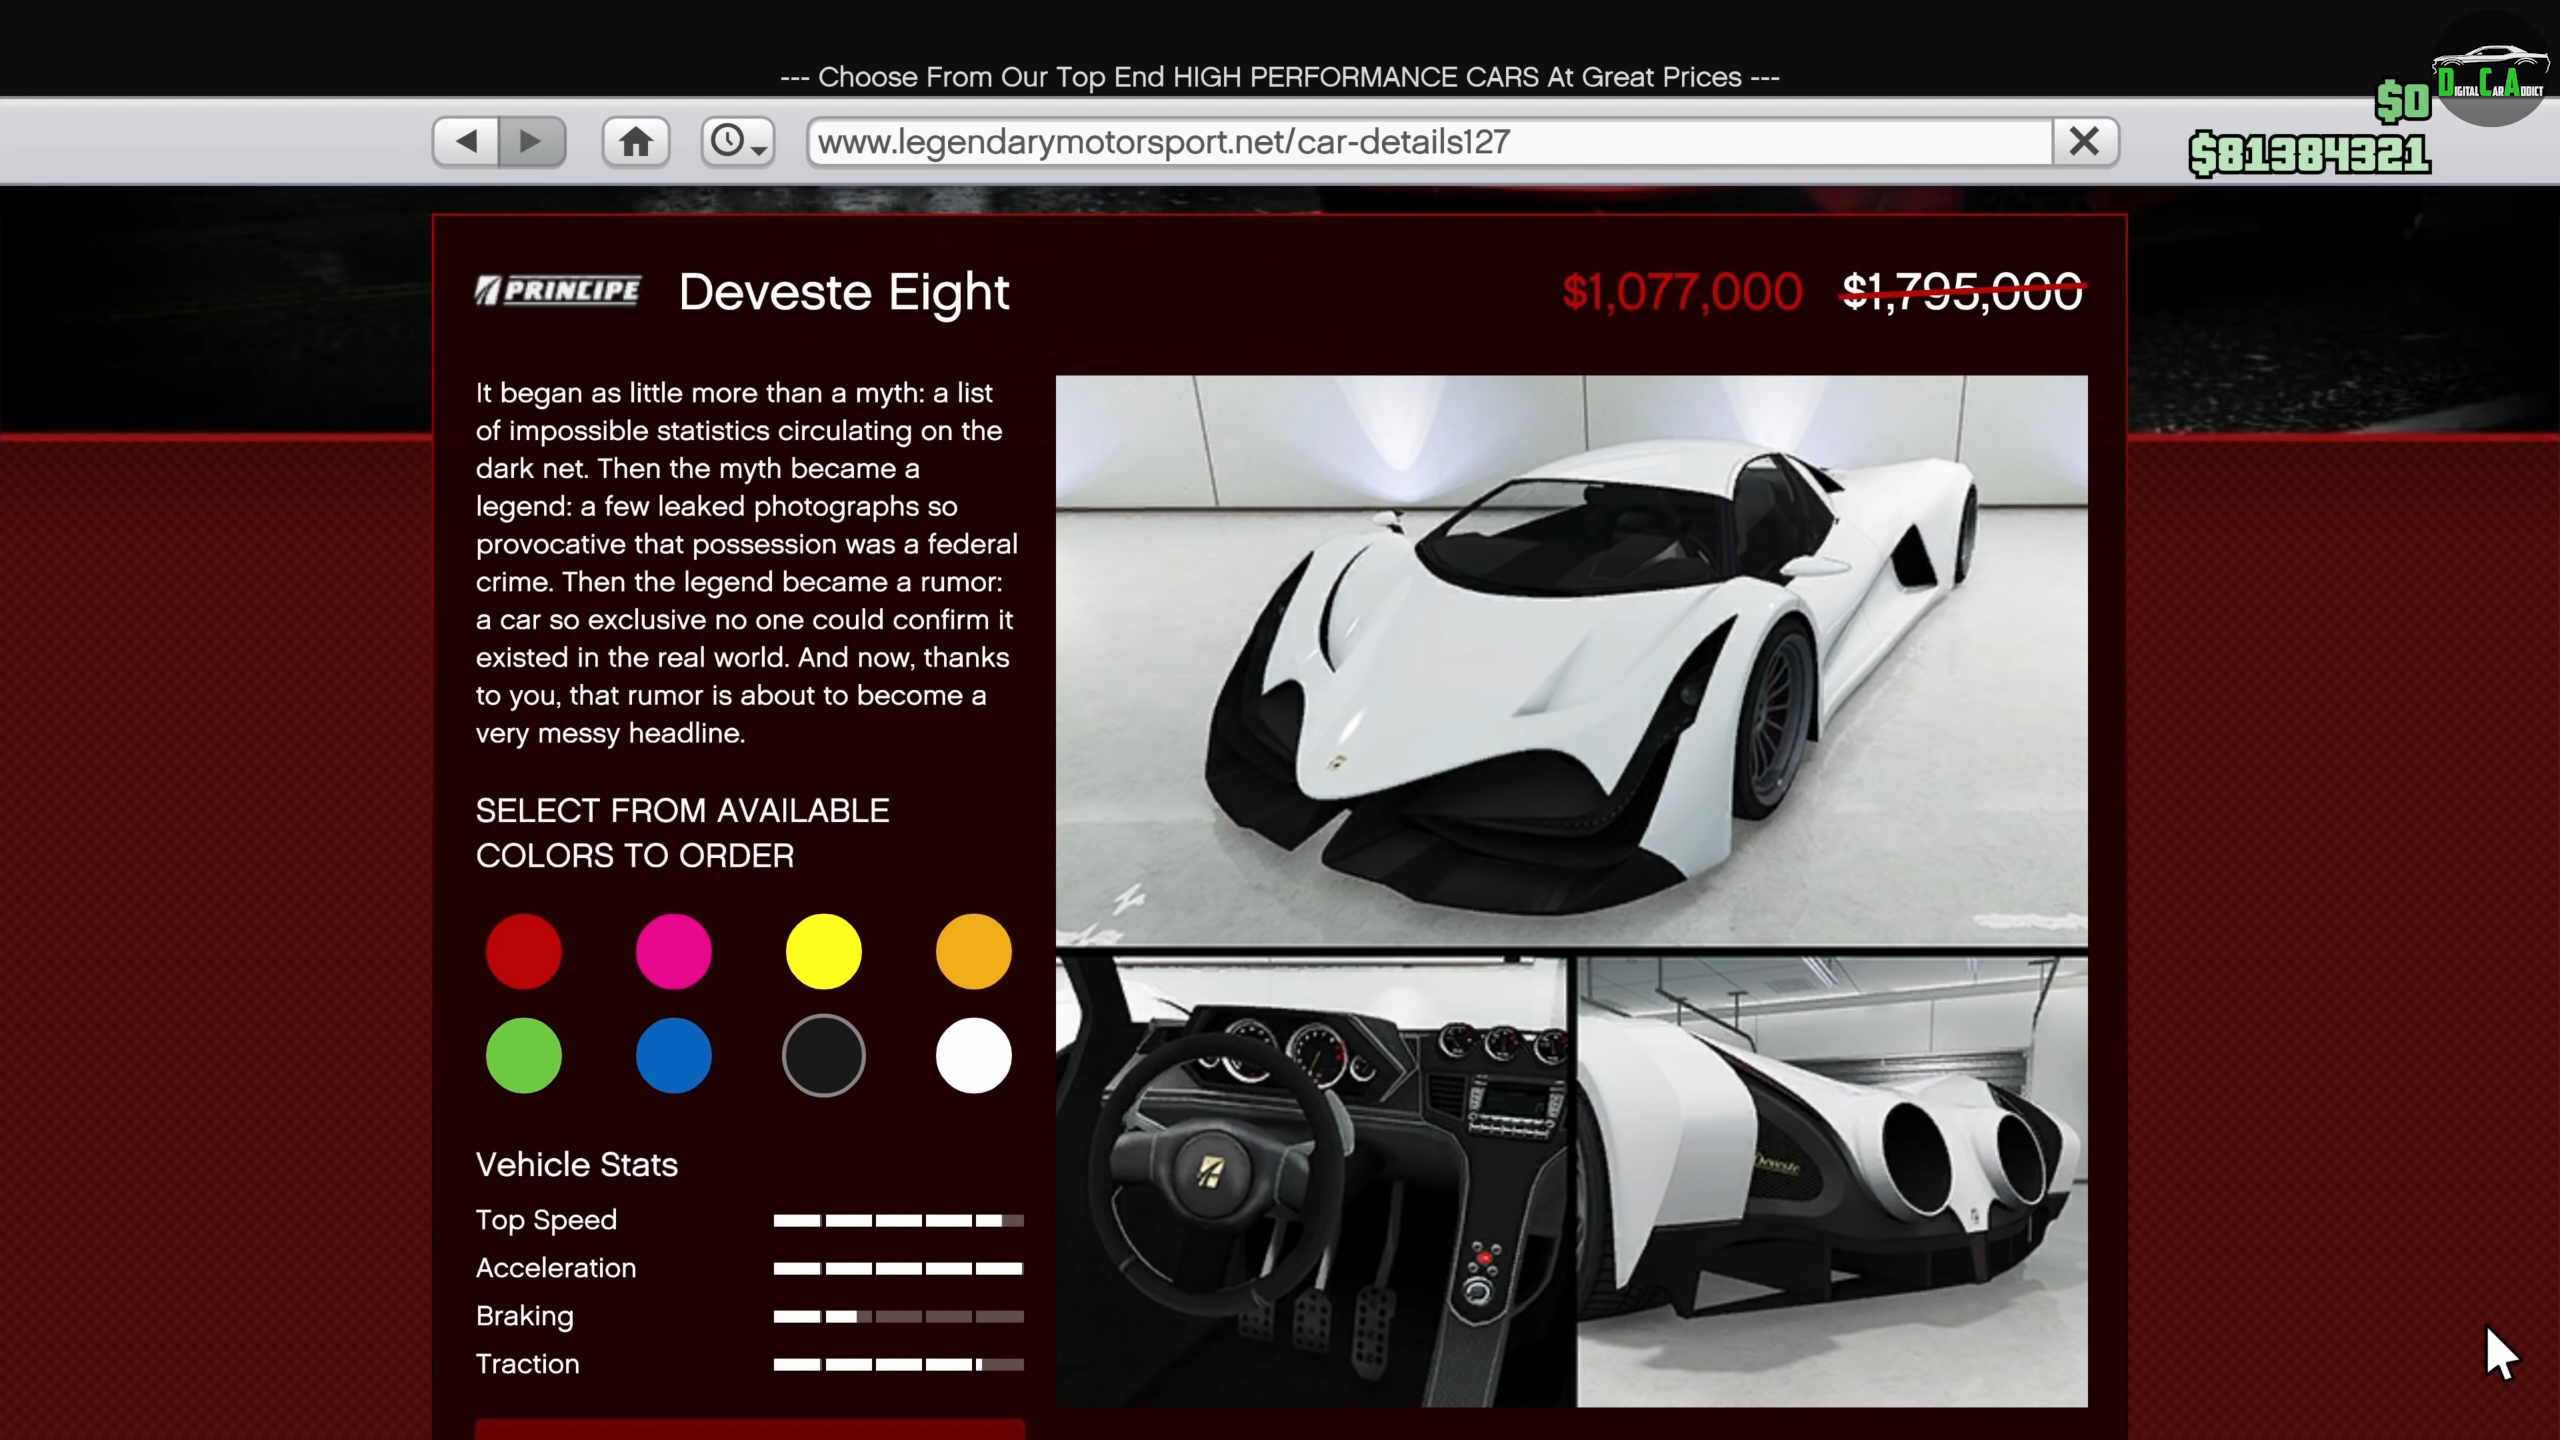 --- Choose From Our Top End HIGH PERFORMANCE CARS At Great Prices ---
www.legendarymotorsport.net/car-details127
DIGITALCARADDICT
$0
$81384321
PRINCIPE
Deveste Eight
$1,077,000 $1,795,000
It began as little more than a myth: a list
of impossible statistics circulating on the
dark net. Then the myth became a
legend: a few leaked photographs so
provocative that possession was a federal
crime. Then the legend became a rumor:
a car so exclusive no one could confirm it
existed in the real world. And now, thanks
to you, that rumor is about to become a
very messy headline.
SELECT FROM AVAILABLE
COLORS TO ORDER
Vehicle Stats
Top Speed
Acceleration
Braking
Traction
Deveste